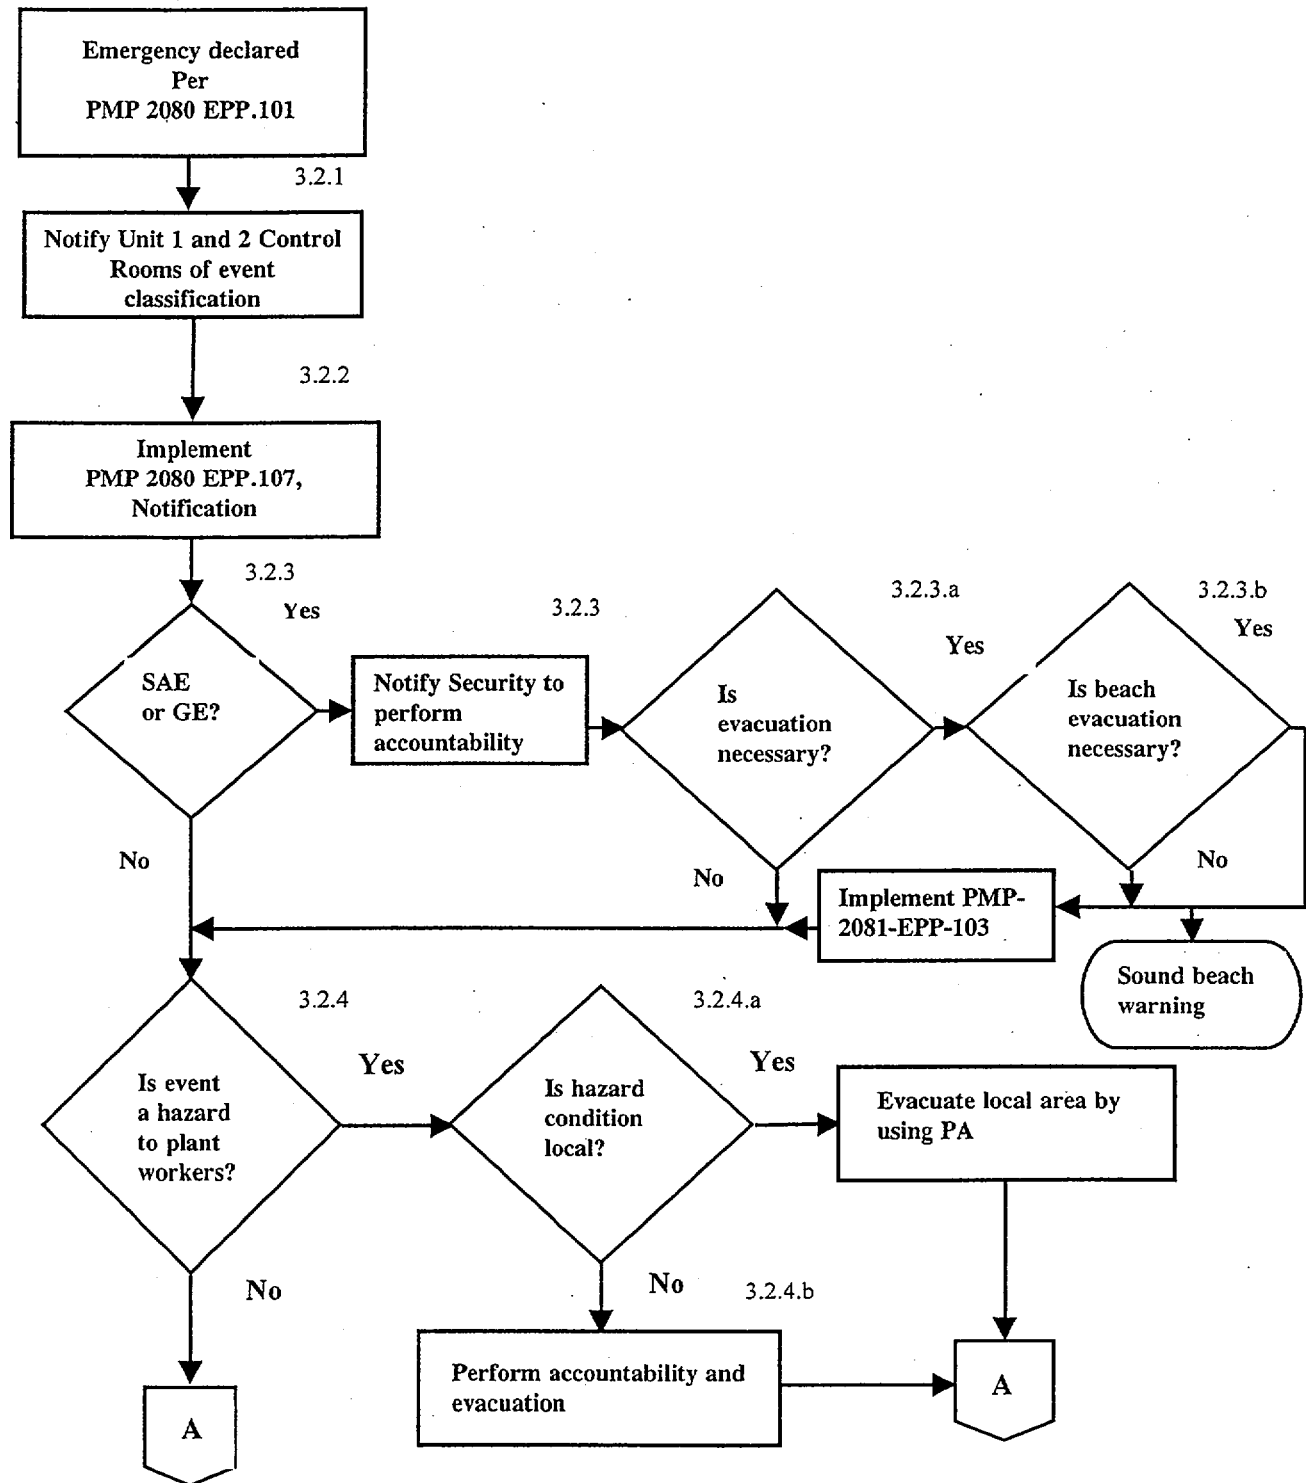 Emergency declared
Per
PMP 2080 EPP.101
3.2.1
Notify Unit 1 and 2 Control
Rooms of event
classification
3.2.2
Implement
PMP 2080 EPP.107,
Notification
3.2.3
Yes
SAE
or GE?
No
3.2.3
Notify Security to
perform
accountability
3.2.3.a
Yes
Is
evacuation
necessary?
No
3.2.3.b
Yes
Is beach
evacuation
necessary?
No
Implement PMP-
2081-EPP-103
Sound beach
warning
3.2.4
Yes
Is event
a hazard
to plant
workers?
No
3.2.4.a
Yes
Is hazard
condition
local?
No
Evacuate local area by
using PA
3.2.4.b
Perform accountability and
evacuation
A
A